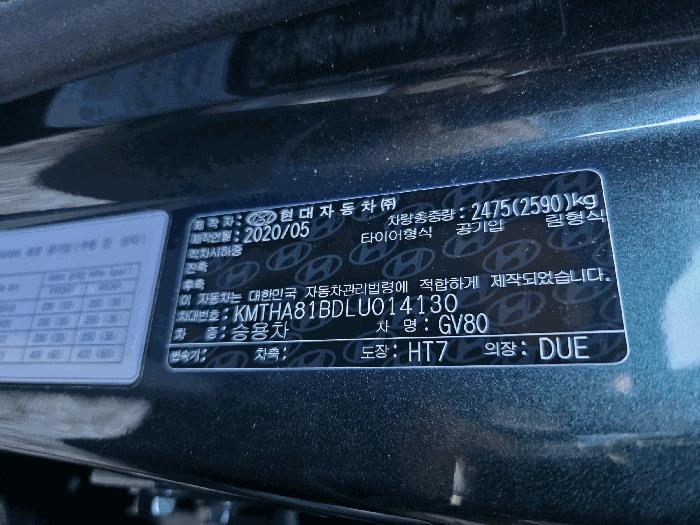 제작자: 현대자동차㈜
제작연월: 2020/05 차량총중량: 2475(2590)kg
적차시하중 타이어형식 공기압 림형식
전축
후축
이 자동차는 대한민국 자동차관리법령에 적합하게 제작되었습니다.
차대번호: KMTHA81BDLU014130
차 종: 승용차 차 명: GV80
변속기: 차축: 도장: HT7 의장: DUE